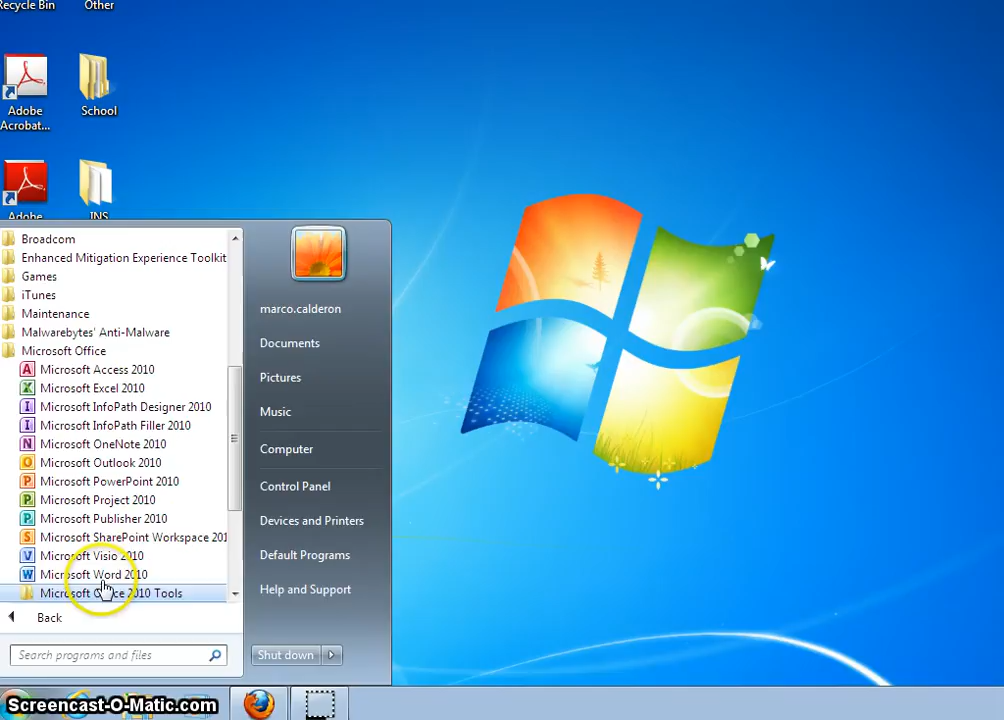 Recycle Bin
Other
Adobe
Acrobat...
School
Adobe
INS
Broadcom
Enhanced Mitigation Experience Toolkit
Games
iTunes
Maintenance
Malwarebytes' Anti-Malware
Microsoft Office
Microsoft Access 2010
Microsoft Excel 2010
Microsoft InfoPath Designer 2010
Microsoft InfoPath Filler 2010
Microsoft OneNote 2010
Microsoft Outlook 2010
Microsoft PowerPoint 2010
Microsoft Project 2010
Microsoft Publisher 2010
Microsoft SharePoint Workspace 201
Microsoft Visio 2010
Microsoft Word 2010
Microsoft Office 2010 Tools
Back
Search programs and files
marco.calderon
Documents
Pictures
Music
Computer
Control Panel
Devices and Printers
Default Programs
Help and Support
Shut down
Screencast-O-Matic.com